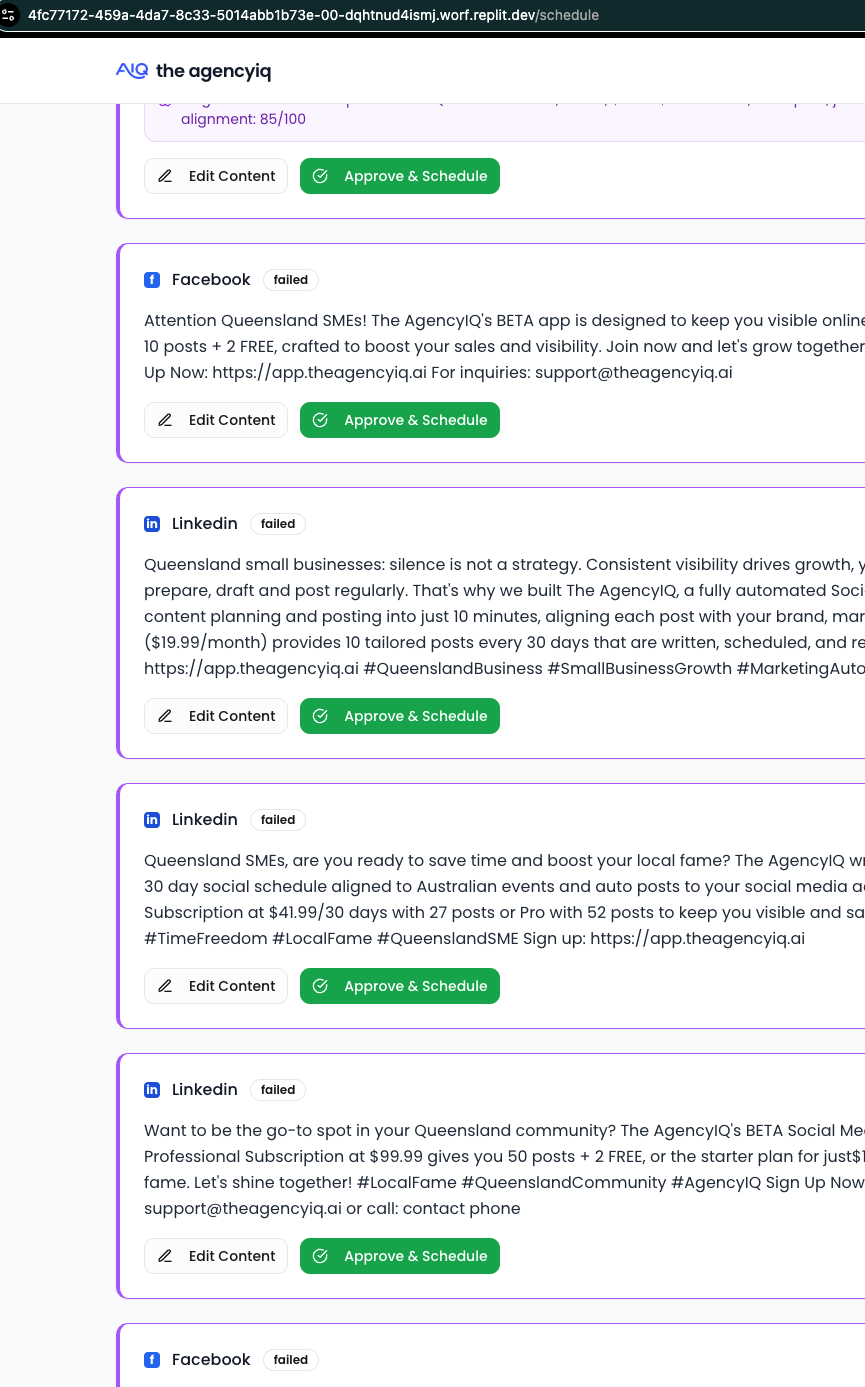 4fc77172-459a-4da7-8c33-5014abb1b73e-00-dqhtnud4ismj.worf.replit.dev/schedule
AIQ the agencyiq
alignment: 85/100
Edit Content Approve & Schedule
f Facebook failed
Attention Queensland SMEs! The AgencyIQ's BETA app is designed to keep you visible online
10 posts + 2 FREE, crafted to boost your sales and visibility. Join now and let's grow together
Up Now: https://app.theagencyiq.ai For inquiries: support@theagencyiq.ai
Edit Content Approve & Schedule
in Linkedin failed
Queensland small businesses: silence is not a strategy. Consistent visibility drives growth,
prepare, draft and post regularly. That's why we built The AgencyIQ, a fully automated Soci
content planning and posting into just 10 minutes, aligning each post with your brand, mar
($19.99/month) provides 10 tailored posts every 30 days that are written, scheduled, and re
https://app.theagencyiq.ai #QueenslandBusiness #SmallBusinessGrowth #MarketingAuto
Edit Content Approve & Schedule
in Linkedin failed
Queensland SMEs, are you ready to save time and boost your local fame? The AgencyIQ wr
30 day social schedule aligned to Australian events and auto posts to your social media a
Subscription at $41.99/30 days with 27 posts or Pro with 52 posts to keep you visible and sa
#TimeFreedom #LocalFame #QueenslandSME Sign up: https://app.theagencyiq.ai
Edit Content Approve & Schedule
in Linkedin failed
Want to be the go-to spot in your Queensland community? The AgencyIQ's BETA Social Me
Professional Subscription at $99.99 gives you 50 posts + 2 FREE, or the starter plan for just$1
fame. Let's shine together! #LocalFame #QueenslandCommunity #AgencyIQ Sign Up Now
support@theagencyiq.ai or call: contact phone
Edit Content Approve & Schedule
f Facebook failed